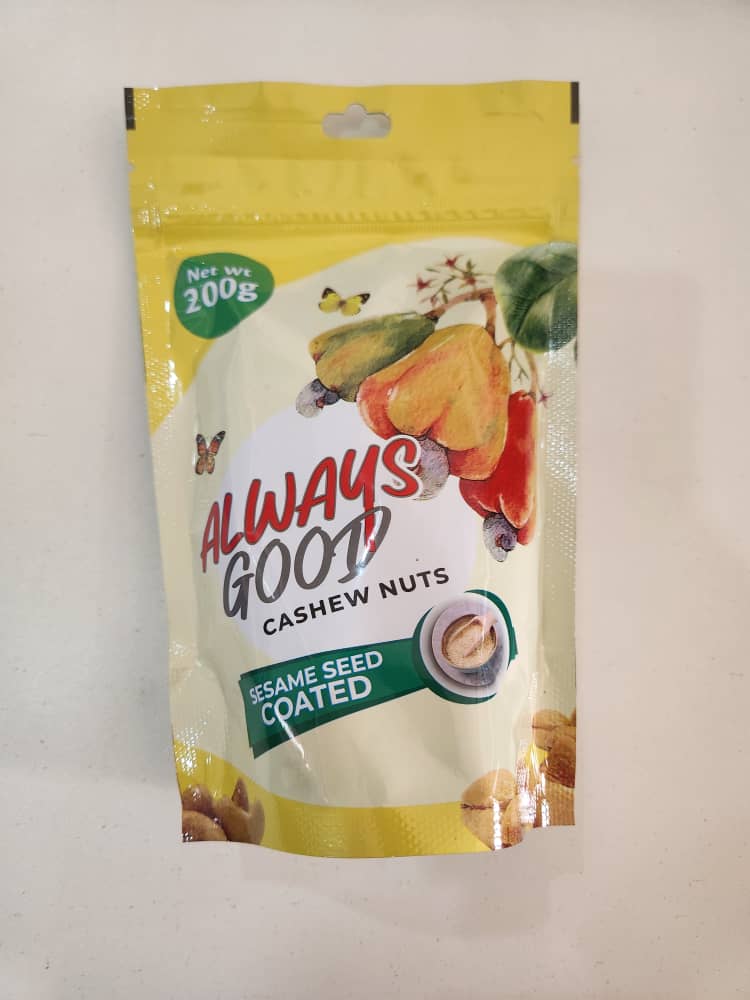 Net Wt
200g
ALWAYS
GOOD
CASHEW NUTS
SESAME SEED
COATED